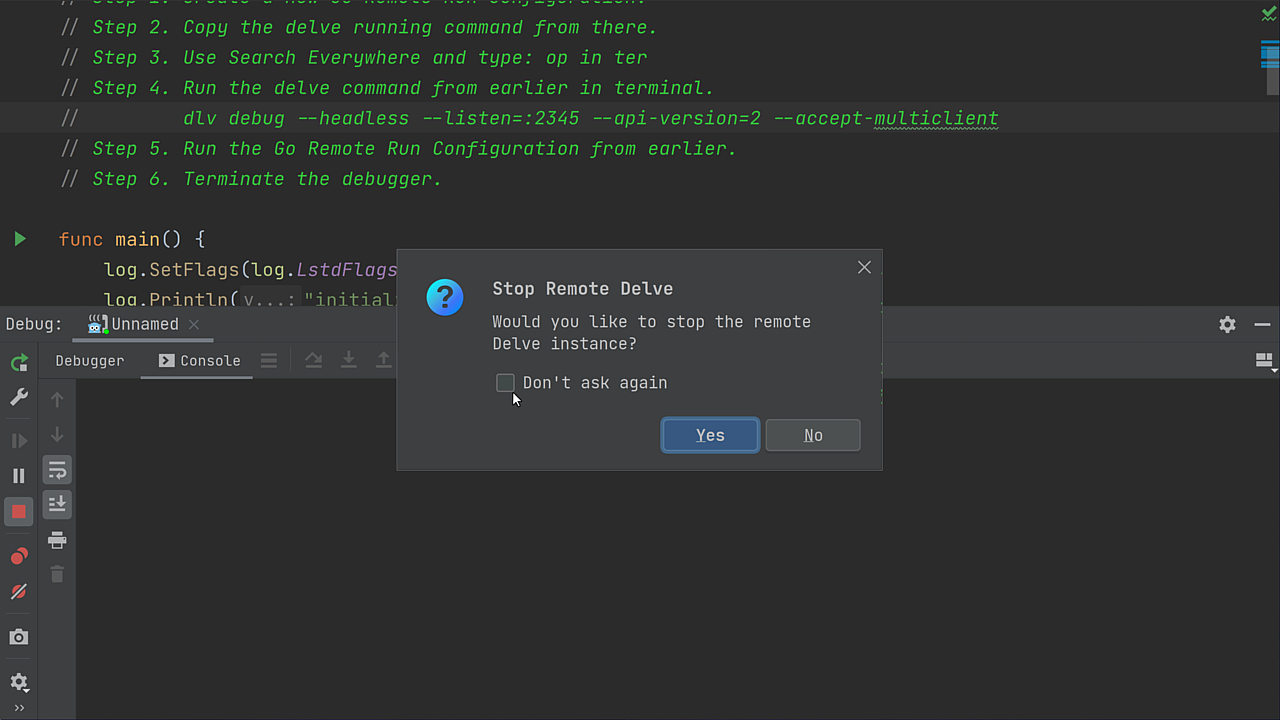 // Step 2. Copy the delve running command from there.
// Step 3. Use Search Everywhere and type: op in ter
// Step 4. Run the delve command from earlier in terminal.
// dlv debug --headless --listen=:2345 --api-version=2 --accept-multiclient
// Step 5. Run the Go Remote Run Configuration from earlier.
// Step 6. Terminate the debugger.
func main() {
log.SetFlags(log.LstdFlags
log.Println( v...: "initial
Stop Remote Delve
Would you like to stop the remote
Delve instance?
Don't ask again
Yes No
Debug: Unnamed
Debugger Console